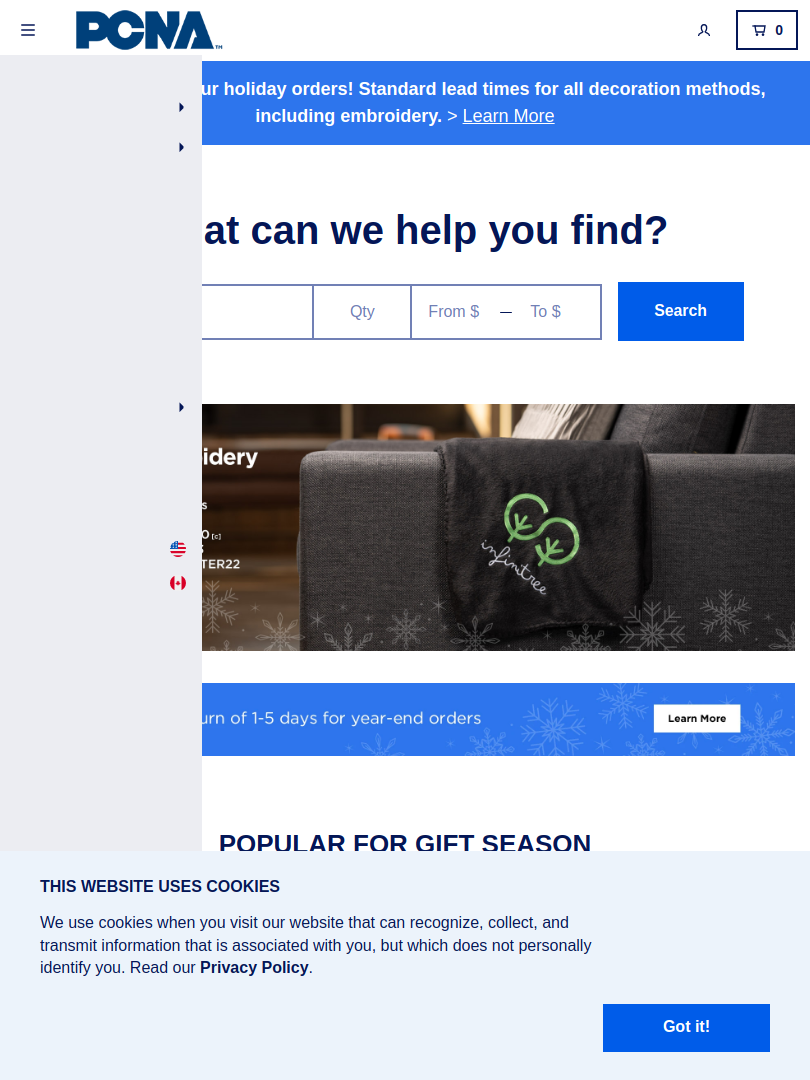 PCNA™
0
ur holiday orders! Standard lead times for all decoration methods,
including embroidery. > Learn More
at can we help you find?
Qty
From $ — To $
Search
idery
s
0[c]
TER22
infinitree
urn of 1-5 days for year-end orders
Learn More
POPULAR FOR GIFT SEASON
THIS WEBSITE USES COOKIES
We use cookies when you visit our website that can recognize, collect, and
transmit information that is associated with you, but which does not personally
identify you. Read our Privacy Policy.
Got it!